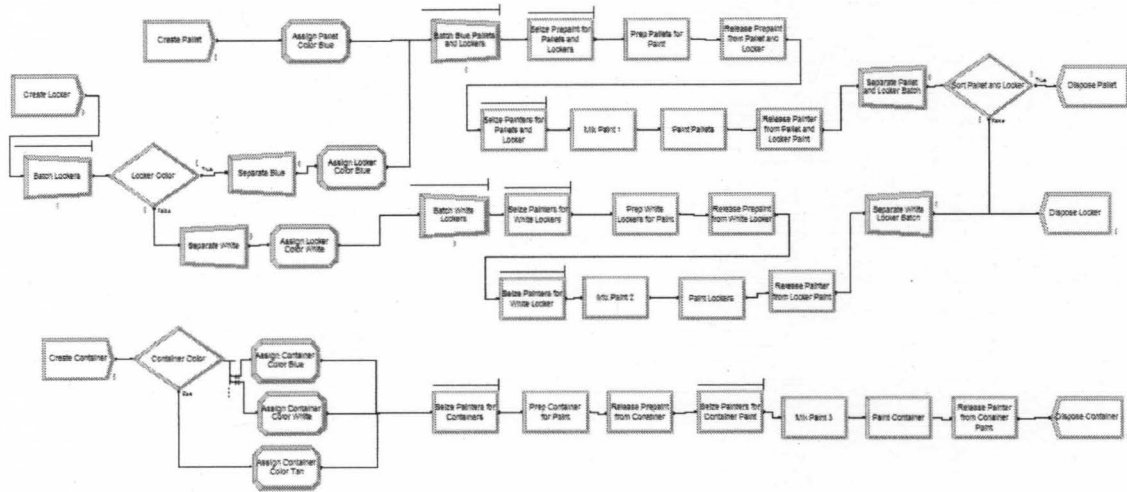 Create Pallet
Assign Pallet
Color Blue
Batch Blue Pallets
and Lockers
Seize Prepaint for
Pallets and
Lockers
Prep Pallets for
Paint
Release Prepaint
from Pallet and
Locker
Create Locker
Seize Painters for
Pallets and
Locker
Mix Paint 1
Paint Pallets
Release Painter
from Pallet and
Locker Paint
Separate Pallet
and Locker Batch
Sort Pallet and Locker
True
False
Dispose Pallet
Batch Lockers
Locker Color
True
False
Separate Blue
Assign Locker
Color Blue
Separate White
Assign Locker
Color White
Batch White
Lockers
Seize Painters
for White Lockers
Prep White
Lockers for Paint
Release Prepaint
from White Locker
Separate White
Locker Batch
Dispose Locker
Seize Painters for
White Locker
Mix Paint 2
Paint Lockers
Release Painter
from Locker Paint
Create Container
Container Color
Else
Assign Container
Color Blue
Assign Container
Color White
Assign Container
Color Tan
Seize Painters for
Containers
Prep Container
for Paint
Release Prepaint
from Container
Seize Painters for
Container Paint
Mix Paint 3
Paint Container
Release Painter
from Container
Paint
Dispose Container